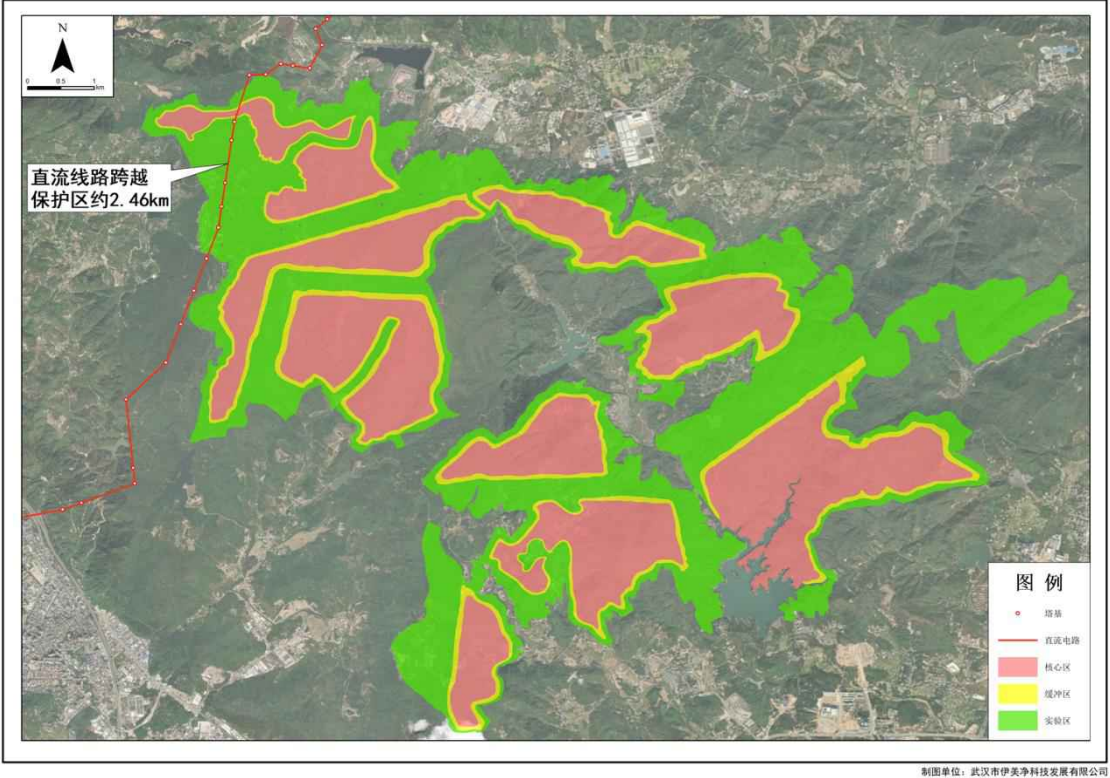 N
0 0.5 1
km
直流线路跨越
保护区约2.46km
图 例
塔基
直流电路
核心区
缓冲区
实验区
制图单位：武汉市伊美净科技发展有限公司